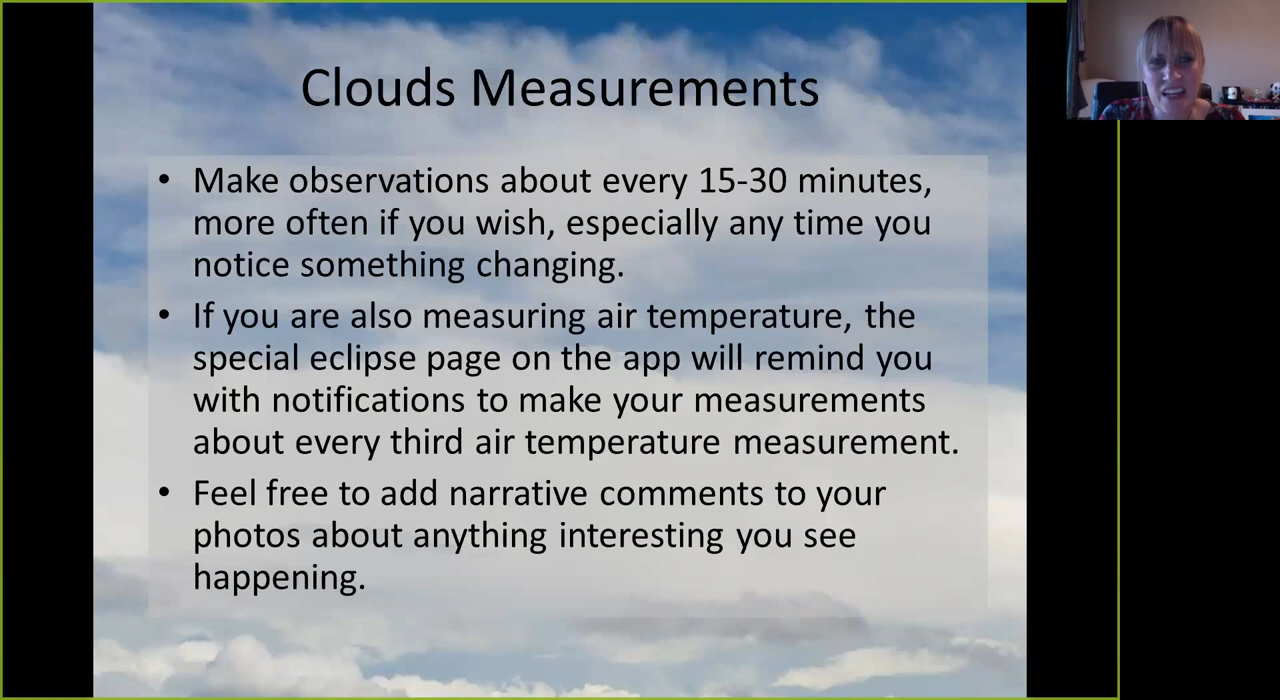 Clouds Measurements
• Make observations about every 15-30 minutes,
more often if you wish, especially any time you
notice something changing.
• If you are also measuring air temperature, the
special eclipse page on the app will remind you
with notifications to make your measurements
about every third air temperature measurement.
• Feel free to add narrative comments to your
photos about anything interesting you see
happening.